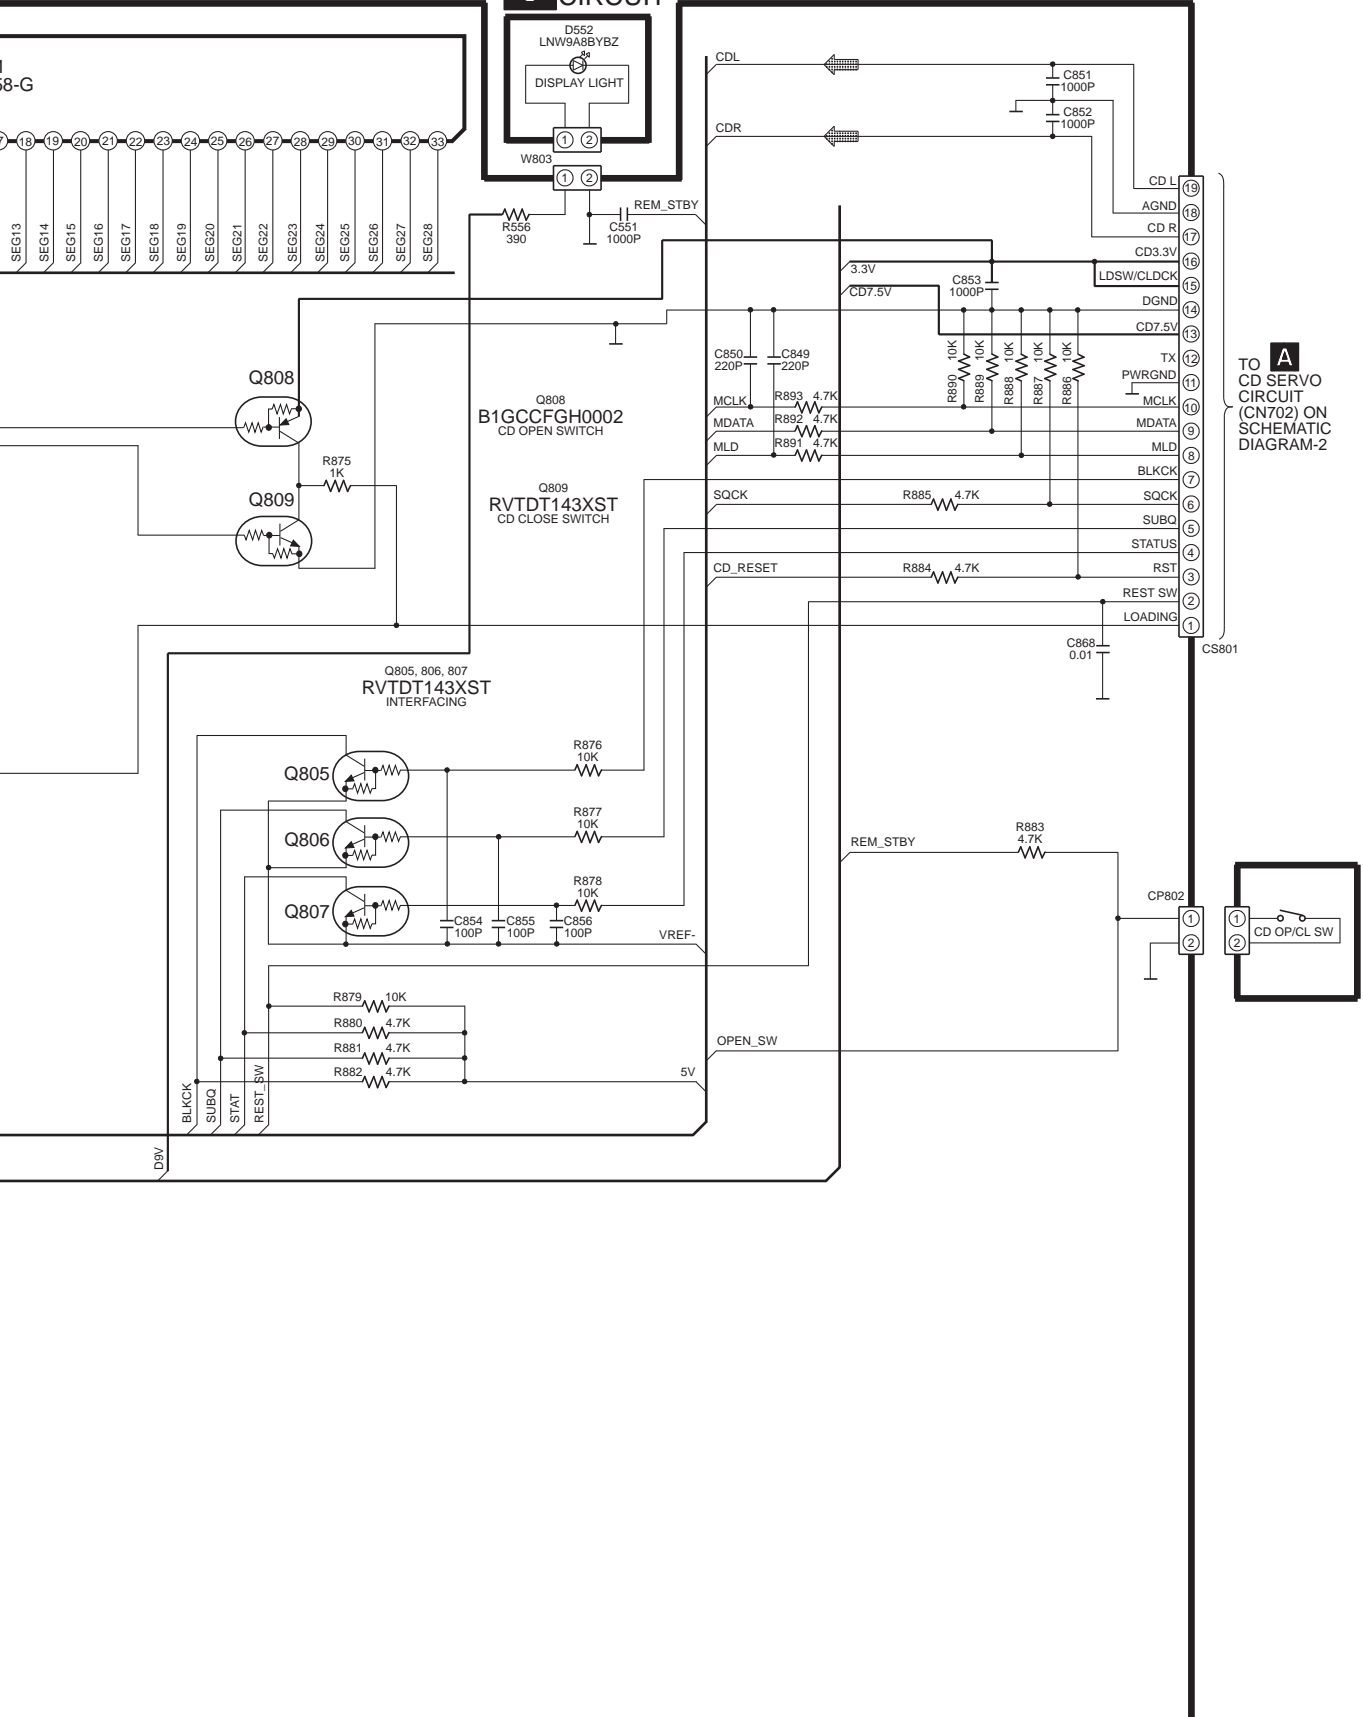 CIRCUIT
D552
LNW9A8BYBZ
DISPLAY LIGHT
1 2
W803
1 2
58-G
18 19 20 21 22 23 24 25 26 27 28 29 30 31 32 33
SEG13
SEG14
SEG15
SEG16
SEG17
SEG18
SEG19
SEG20
SEG21
SEG22
SEG23
SEG24
SEG25
SEG26
SEG27
SEG28
R556
390
C551
1000P
REM_STBY
CDL
CDR
C851
1000P
C852
1000P
3.3V
CD7.5V
C853
1000P
CD L
19
AGND
18
CD R
17
CD3.3V
16
LDSW/CLDCK
15
DGND
14
CD7.5V
13
TX
12
PWRGND
11
MCLK
10
MDATA
9
MLD
8
BLKCK
7
SQCK
6
SUBQ
5
STATUS
4
RST
3
REST SW
2
LOADING
1
CS801
TO A
CD SERVO
CIRCUIT
(CN702) ON
SCHEMATIC
DIAGRAM-2
C850
220P
C849
220P
R890 10K
R889 10K
R888 10K
R887 10K
R886 10K
MCLK
R893 4.7K
MDATA
R892 4.7K
MLD
R891 4.7K
SQCK
R885 4.7K
CD_RESET
R884 4.7K
C868
0.01
Q808
Q808
B1GCCFGH0002
CD OPEN SWITCH
R875
1K
Q809
Q809
RVTDT143XST
CD CLOSE SWITCH
Q805, 806, 807
RVTDT143XST
INTERFACING
Q805
R876
10K
Q806
R877
10K
Q807
R878
10K
C854
100P
C855
100P
C856
100P
VREF-
REM_STBY
R883
4.7K
CP802
1
2
1
2
CD OP/CL SW
R879 10K
R880 4.7K
R881 4.7K
R882 4.7K
OPEN_SW
5V
BLKCK
SUBQ
STAT
REST_SW
D9V